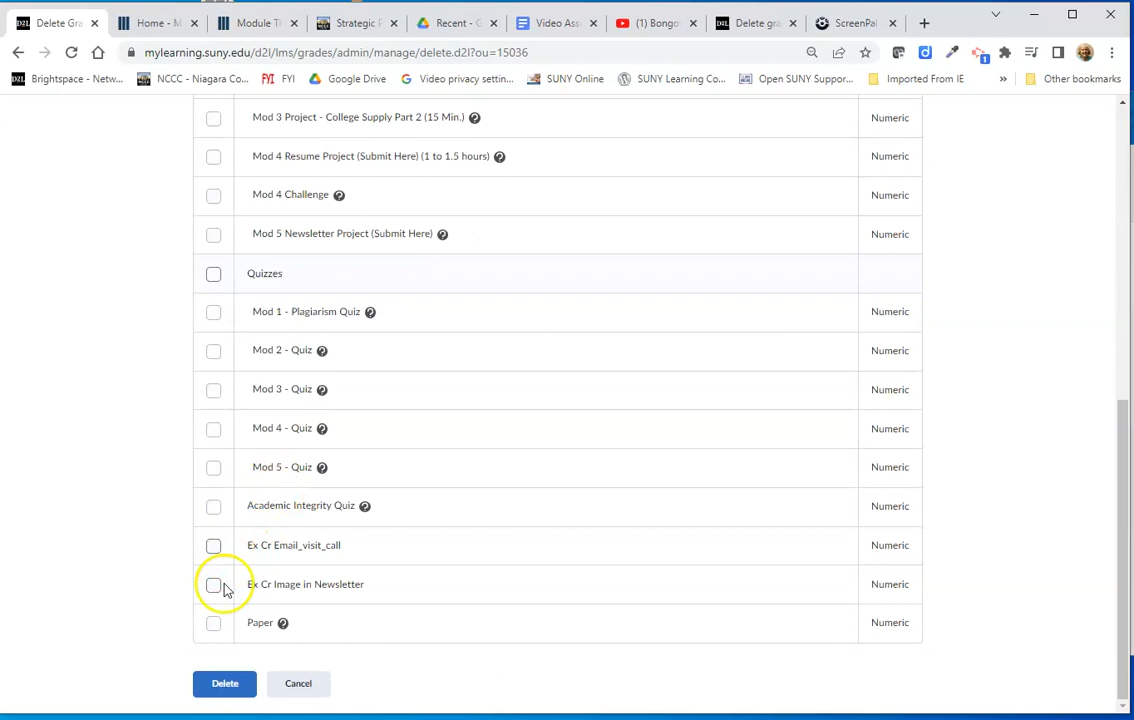 Delete Gra
Home - M
Module Ti
Strategic P
Recent - G
Video Ass
(1) Bongo
Delete gra
ScreenPal
mylearning.suny.edu/d2l/lms/grades/admin/manage/delete.d2l?ou=15036
Brightspace - Netw...
NCCC - Niagara Co...
FYI FYI
Google Drive
Video privacy settin...
SUNY Online
SUNY Learning Co...
Open SUNY Suppor...
Imported From IE
»
Other bookmarks
Mod 3 Project - College Supply Part 2 (15 Min.) Numeric
Mod 4 Resume Project (Submit Here) (1 to 1.5 hours) Numeric
Mod 4 Challenge Numeric
Mod 5 Newsletter Project (Submit Here) Numeric
Quizzes
Mod 1 - Plagiarism Quiz Numeric
Mod 2 - Quiz Numeric
Mod 3 - Quiz Numeric
Mod 4 - Quiz Numeric
Mod 5 - Quiz Numeric
Academic Integrity Quiz Numeric
Ex Cr Email_visit_call Numeric
Ex Cr Image in Newsletter Numeric
Paper Numeric
Delete Cancel